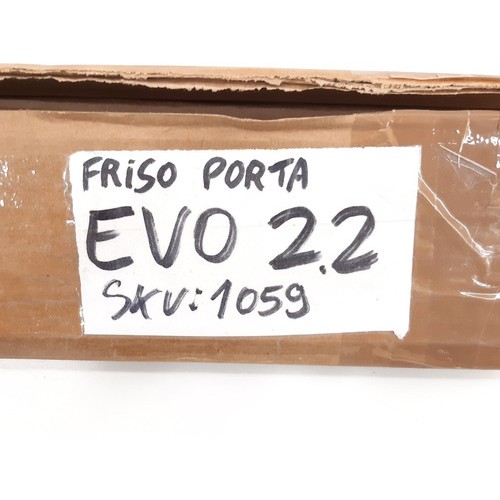 FRiSO PORTA
EVO 2.2
SKU:1059